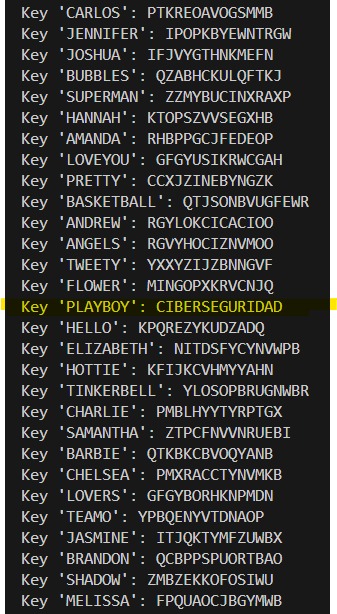 Key 'CARLOS': PTKREOAVOGSMMB
Key 'JENNIFER': IPOPKBYEWNTRGW
Key 'JOSHUA': IFJVYGTHNKMEFN
Key 'BUBBLES': QZABHCKULQFTKJ
Key 'SUPERMAN': ZZMYBUCINXRAXP
Key 'HANNAH': KTOPSZVVSEGXHB
Key 'AMANDA': RHBPPGCJFEDEOP
Key 'LOVEYOU': GFGYUSIKRWCGAH
Key 'PRETTY': CCXJZINEBYNGZK
Key 'BASKETBALL': QTJSONBVUGFEWR
Key 'ANDREW': RGYLOKCICACIOO
Key 'ANGELS': RGVYHOCIZNVMOO
Key 'TWEETY': YXXYZIJZBNNGVF
Key 'FLOWER': MINGOPXKRVCNJQ
Key 'PLAYBOY': CIBERSEGURIDAD
Key 'HELLO': KPQREZYKUDZADQ
Key 'ELIZABETH': NITDSFYCYNVWPB
Key 'HOTTIE': KFIJKCVHMYYAHN
Key 'TINKERBELL': YLOSOPBRUGNWBR
Key 'CHARLIE': PMBLHYYTYRPTGX
Key 'SAMANTHA': ZTPCFNVVNRUEBI
Key 'BARBIE': QTKBKCBVOQYANB
Key 'CHELSEA': PMXRACCTYNVMKB
Key 'LOVERS': GFGYBORHKNPMDN
Key 'TEAMO': YPBQENYVTDNAOP
Key 'JASMINE': ITJQKTYMFZUWBX
Key 'BRANDON': QCBPPSPUORTBAO
Key 'SHADOW': ZMBZEKKOFOSIWU
Key 'MELISSA': FPQUAOCJBGYMWB